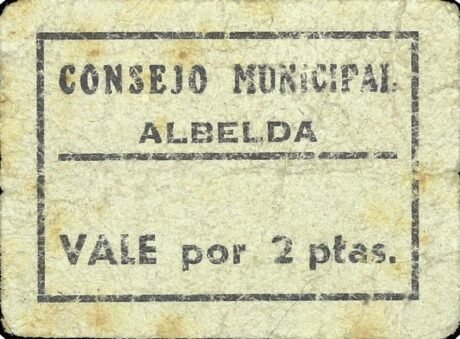 CONSEJO MUNICIPAL
ALBELDA
VALE por 2 ptas.